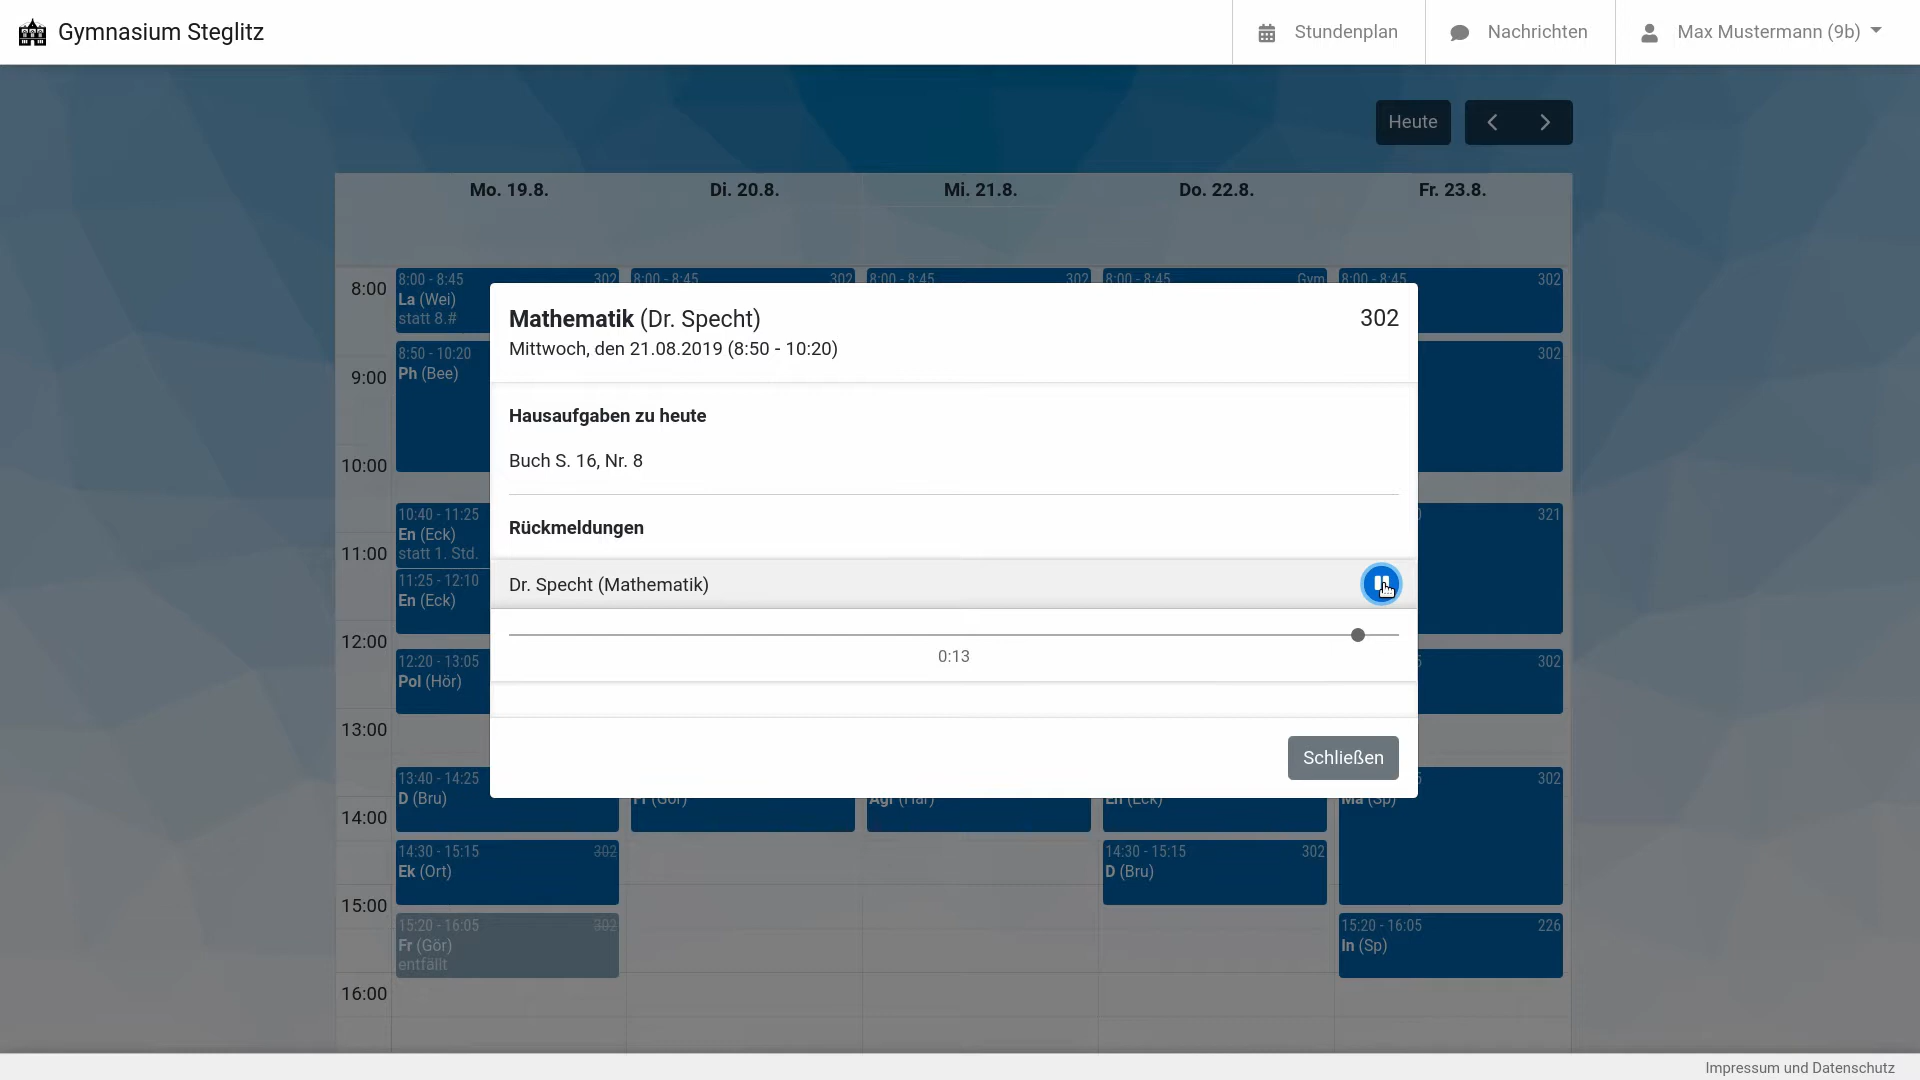 Gymnasium Steglitz
Stundenplan
Nachrichten
Max Mustermann (9b)
Heute
Mo. 19.8.
Di. 20.8.
Mi. 21.8.
Do. 22.8.
Fr. 23.8.
8:00
9:00
10:00
11:00
12:00
13:00
14:00
15:00
16:00
8:00 - 8:45 302
La (Wei)
statt 8.#
8:50 - 10:20
Ph (Bee)
10:40 - 11:25
En (Eck)
statt 1. Std.
11:25 - 12:10
En (Eck)
12:20 - 13:05
Pol (Hör)
13:40 - 14:25
D (Bru)
14:30 - 15:15 302
Ek (Ort)
15:20 - 16:05 302
Fr (Gör)
entfällt
8:00 - 8:45 302
Fr (Gör)
8:00 - 8:45 302
8:00 - 8:45 Gym
En (Eck)
14:30 - 15:15 302
D (Bru)
8:00 - 8:45 302
302
321
302
302
Ma (Sp)
15:20 - 16:05 226
In (Sp)
Mathematik (Dr. Specht) 302
Mittwoch, den 21.08.2019 (8:50 - 10:20)
Hausaufgaben zu heute
Buch S. 16, Nr. 8
Rückmeldungen
Dr. Specht (Mathematik)
0:13
Schließen
Impressum und Datenschutz